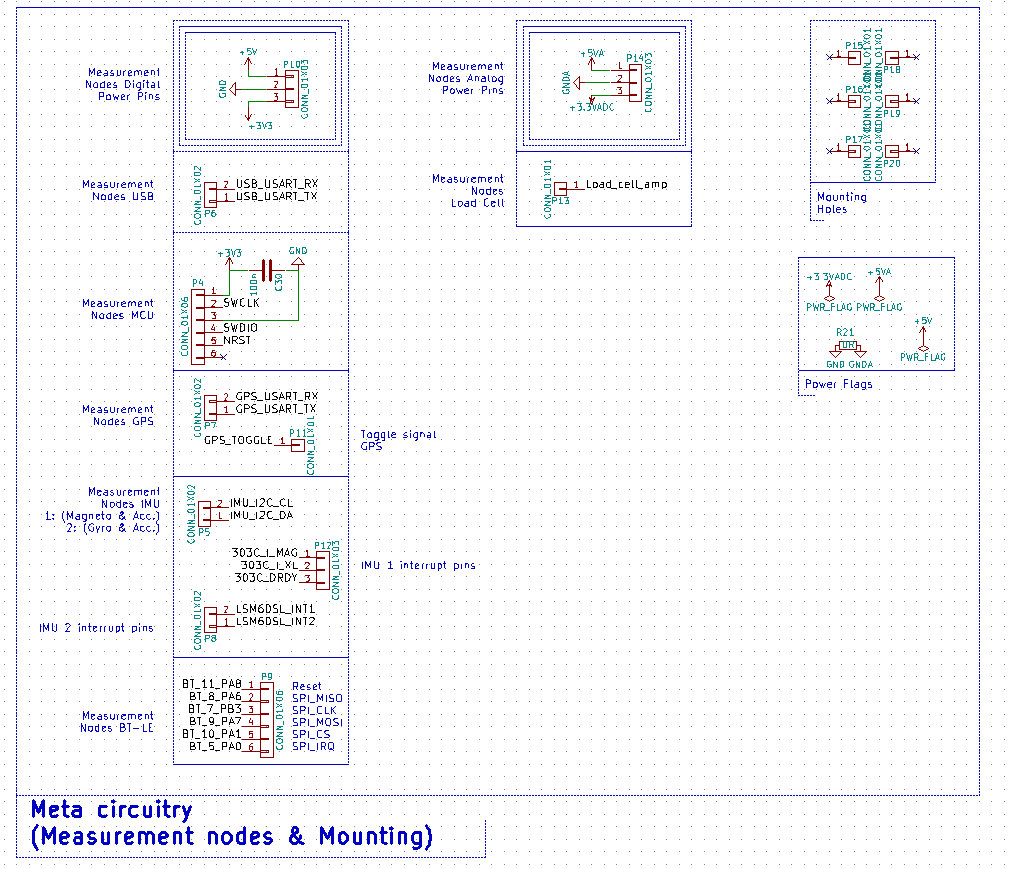 Measurement
Nodes Digital
Power Pins
+5V
P10
1
2
3
GND
CONN_01X03
+3V3
Measurement
Nodes USB
CONN_01X02
2 USB_USART_RX
1 USB_USART_TX
P6
Measurement
Nodes MCU
+3V3
GND
100n
C30
P4
CONN_01X06
1
2 SWCLK
3
4 SWDIO
5 NRST
6
Measurement
Nodes GPS
CONN_01X02
2 GPS_USART_RX
1 GPS_USART_TX
P7
P11
GPS_TOGGLE 1
CONN_01X01
Toggle signal
GPS
Measurement
Nodes IMU
1: (Magneto & Acc.)
2: (Gyro & Acc.)
CONN_01X02
2 IMU_I2C_CL
1 IMU_I2C_DA
P5
P12
303C_I_MAG 1
303C_I_XL 2
303C_DRDY 3
CONN_01X03
IMU 1 interrupt pins
IMU 2 interrupt pins
CONN_01X02
2 LSM6DSL_INT1
1 LSM6DSL_INT2
P8
Measurement
Nodes BT-LE
P9
BT_11_PA8 1 Reset
BT_8_PA6 2 SPI_MISO
BT_7_PB3 3 SPI_CLK
BT_9_PA7 4 SPI_MOSI
BT_10_PA1 5 SPI_CS
BT_5_PA0 6 SPI_IRQ
CONN_01X06
Measurement
Nodes Analog
Power Pins
+5VA
P14
1
2
3
GNDA
CONN_01X03
+3.3VADC
Measurement
Nodes
Load Cell
CONN_01X01
1 Load_cell_amp
P13
P15
CONN_01X01
CONN_01X01
1
1
P18
P16
CONN_01X01
CONN_01X01
1
1
P19
P17
CONN_01X01
CONN_01X01
1
1
P20
Mounting
Holes
+3.3VADC
+5VA
PWR_FLAG
PWR_FLAG
R21
0R
GND
GNDA
+5V
PWR_FLAG
Power Flags
Meta circuitry
(Measurement nodes & Mounting)